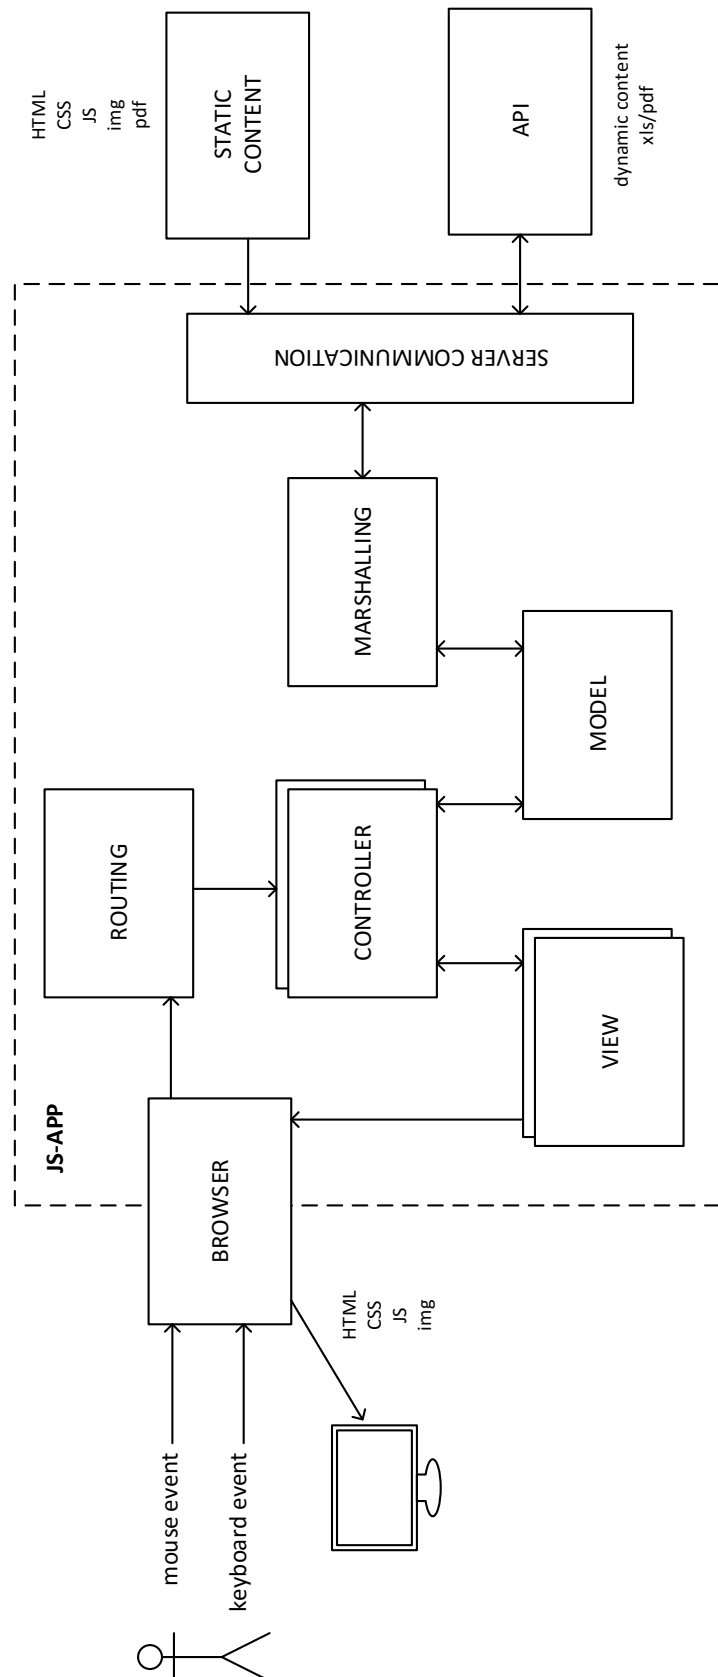 mouse event
keyboard event
JS-APP
BROWSER
HTML
CSS
JS
img
ROUTING
CONTROLLER
VIEW
MODEL
MARSHALLING
SERVER COMMUNICATION
HTML
CSS
JS
img
pdf
STATIC
CONTENT
API
dynamic content
xls/pdf